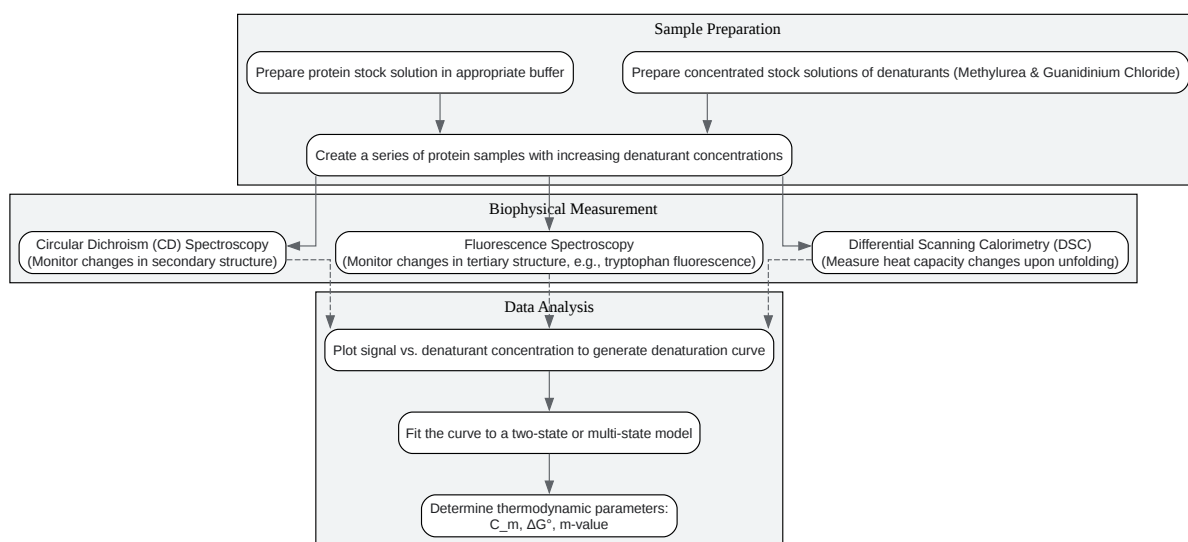 Sample Preparation
Prepare protein stock solution in appropriate buffer
Prepare concentrated stock solutions of denaturants (Methylurea & Guanidinium Chloride)
Create a series of protein samples with increasing denaturant concentrations
Biophysical Measurement
Circular Dichroism (CD) Spectroscopy
(Monitor changes in secondary structure)
Fluorescence Spectroscopy
(Monitor changes in tertiary structure, e.g., tryptophan fluorescence)
Differential Scanning Calorimetry (DSC)
(Measure heat capacity changes upon unfolding)
Data Analysis
Plot signal vs. denaturant concentration to generate denaturation curve
Fit the curve to a two-state or multi-state model
Determine thermodynamic parameters:
C_m, ΔG°, m-value